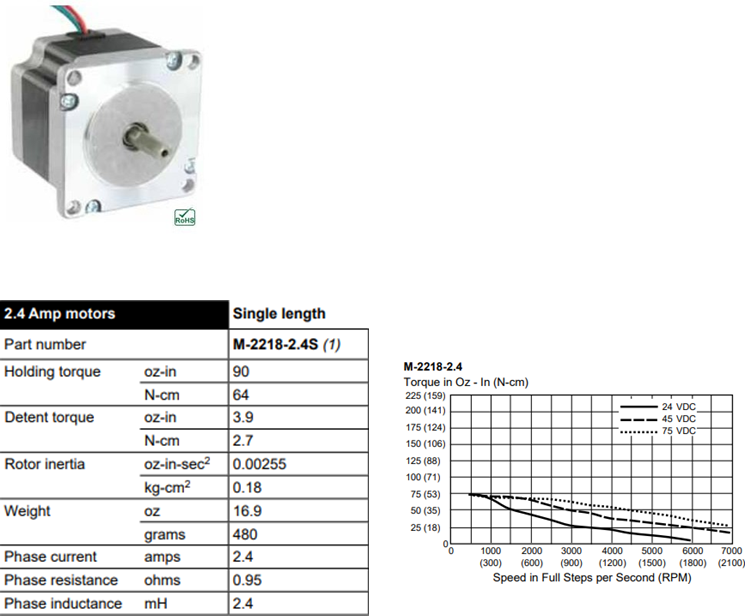 RoHS
2.4 Amp motors Single length
Part number M-2218-2.4S (1)
Holding torque oz-in 90
N-cm 64
Detent torque oz-in 3.9
N-cm 2.7
Rotor inertia oz-in-sec² 0.00255
kg-cm² 0.18
Weight oz 16.9
grams 480
Phase current amps 2.4
Phase resistance ohms 0.95
Phase inductance mH 2.4
M-2218-2.4
Torque in Oz - In (N-cm)
225 (159)
200 (141)
175 (124)
150 (106)
125 (88)
100 (71)
75 (53)
50 (35)
25 (18)
0
24 VDC
45 VDC
75 VDC
0 1000 2000 3000 4000 5000 6000 7000
(300) (600) (900) (1200) (1500) (1800) (2100)
Speed in Full Steps per Second (RPM)